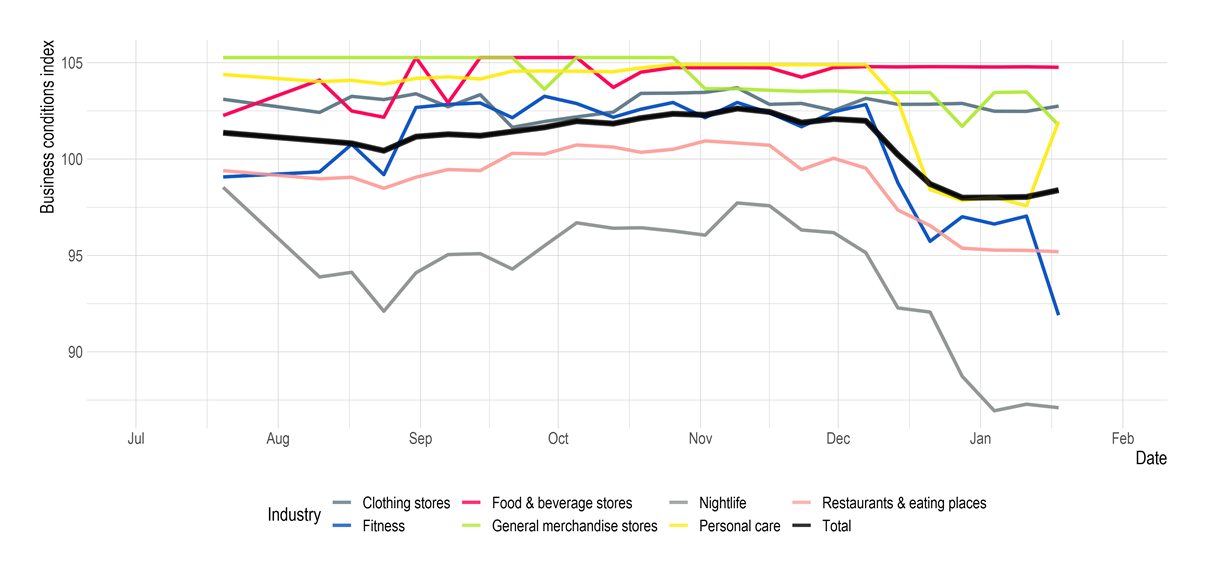 Business conditions index
105
100
95
90
Jul Aug Sep Oct Nov Dec Jan Feb
Date
Industry
Clothing stores Food & beverage stores Nightlife Restaurants & eating places
Fitness General merchandise stores Personal care Total